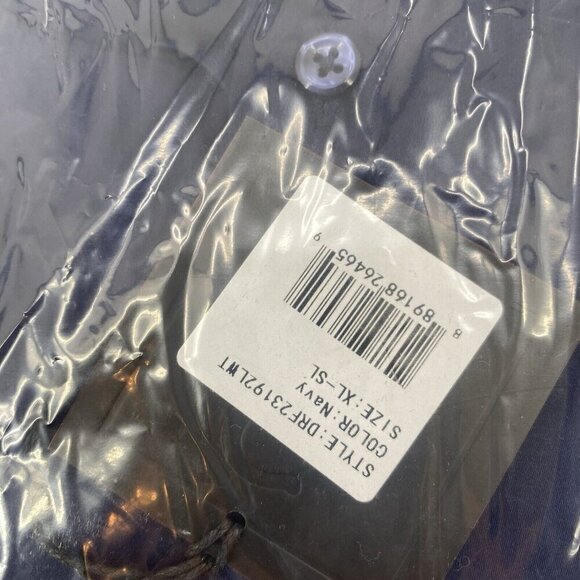 STYLE:DRF23192LWT
COLOR:Navy
SIZE:XL-SL
8 89168 26465 9